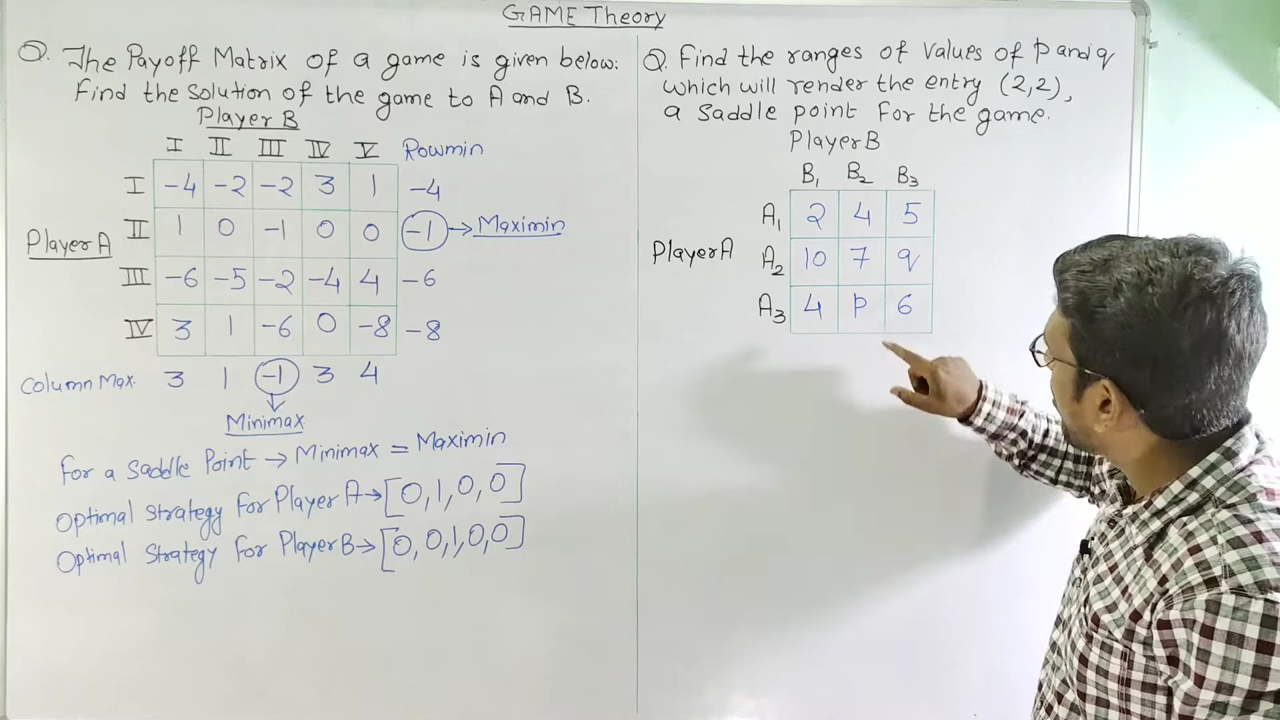 GAME Theory
Q. The Payoff Matrix of a game is given below.
Find the solution of the game to A and B.
Player B
I II III IV V Rowmin
I -4 -2 -2 3 1 -4
Player A
II 1 0 -1 0 0 -1 → Maximin
III -6 -5 -2 -4 4 -6
IV 3 1 -6 0 -8 -8
Column Max. 3 1 -1 3 4
Minimax
For a Saddle Point → Minimax = Maximin
Optimal Strategy for Player A → [0, 1, 0, 0]
Optimal Strategy for Player B → [0, 0, 1, 0, 0]
Q. Find the ranges of values of p and q
which will render the entry (2,2),
a saddle point for the game.
Player B
B1 B2 B3
A1 2 4 5
Player A
A2 10 7 q
A3 4 p 6